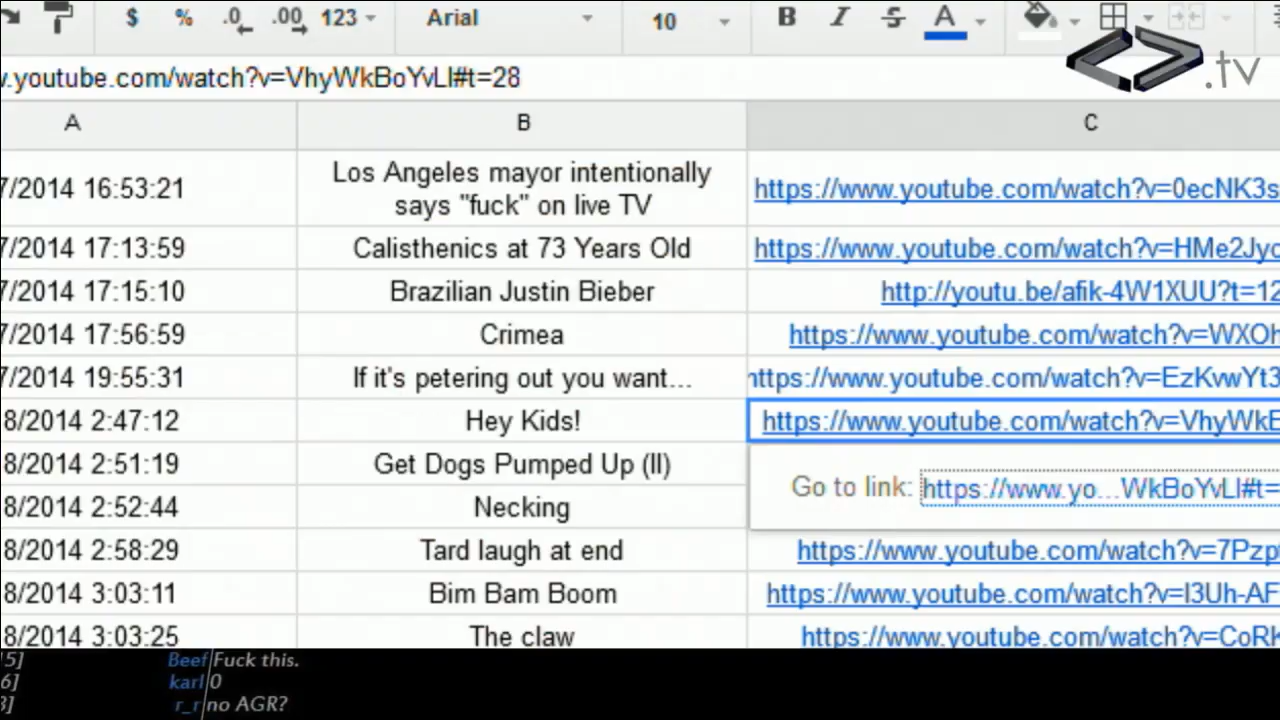 $ % .0 .00 123 Arial 10 B I S A
.tv
w.youtube.com/watch?v=VhyWkBoYvLI#t=28
A B C
7/2014 16:53:21 Los Angeles mayor intentionally says "fuck" on live TV https://www.youtube.com/watch?v=0ecNK3s
7/2014 17:13:59 Calisthenics at 73 Years Old https://www.youtube.com/watch?v=HMe2Jyc
7/2014 17:15:10 Brazilian Justin Bieber http://youtu.be/afik-4W1XUU?t=12
7/2014 17:56:59 Crimea https://www.youtube.com/watch?v=WXOh
7/2014 19:55:31 If it's petering out you want... https://www.youtube.com/watch?v=EzKvwYt3
8/2014 2:47:12 Hey Kids! https://www.youtube.com/watch?v=VhyWkB
8/2014 2:51:19 Get Dogs Pumped Up (II)
Go to link: https://www.yo...WkBoYvLI#t=
8/2014 2:52:44 Necking
8/2014 2:58:29 Tard laugh at end https://www.youtube.com/watch?v=7Pzp
8/2014 3:03:11 Bim Bam Boom https://www.youtube.com/watch?v=I3Uh-AF
8/2014 3:03:25 The claw https://www.youtube.com/watch?v=CoRK
5] Beef Fuck this.
6] karl 0
3] r_r no AGR?